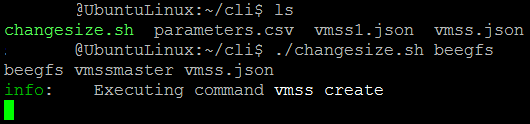 @UbuntuLinux:~/cli$ ls
changesize.sh parameters.csv vmss1.json vmss.json
@UbuntuLinux:~/cli$ ./changesize.sh beegfs
beegfs vmssmaster vmss.json
info: Executing command vmss create